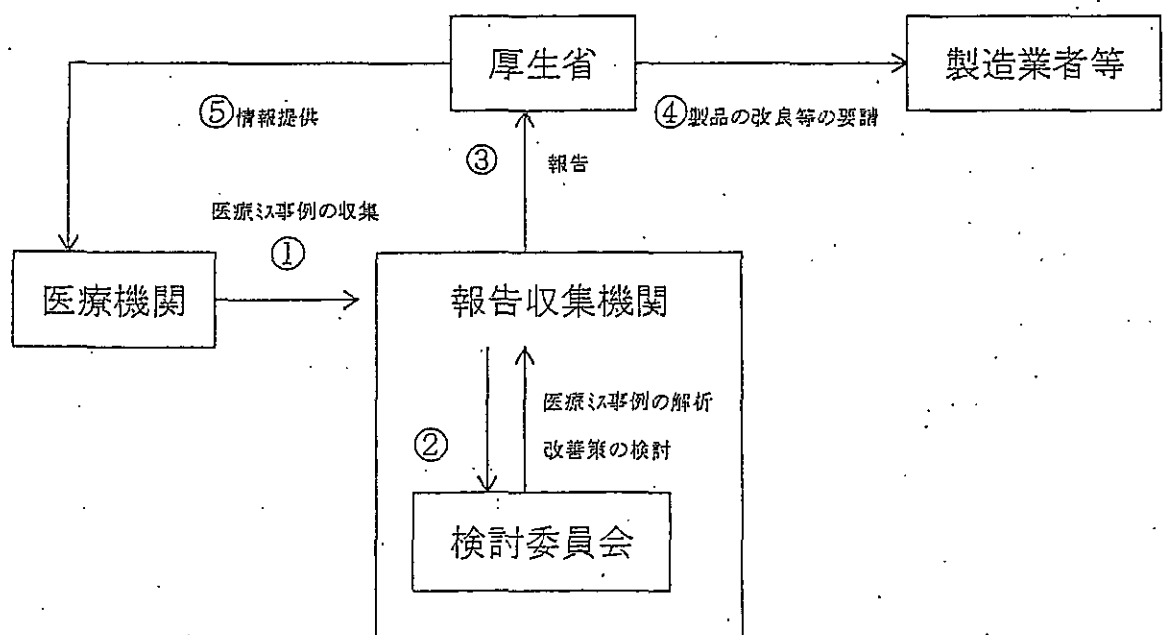 厚生省
製造業者等
⑤情報提供
④製品の改良等の要請
③
報告
医療ミス事例の収集
①
医療機関
報告収集機関
医療ミス事例の解析
②
改善策の検討
検討委員会